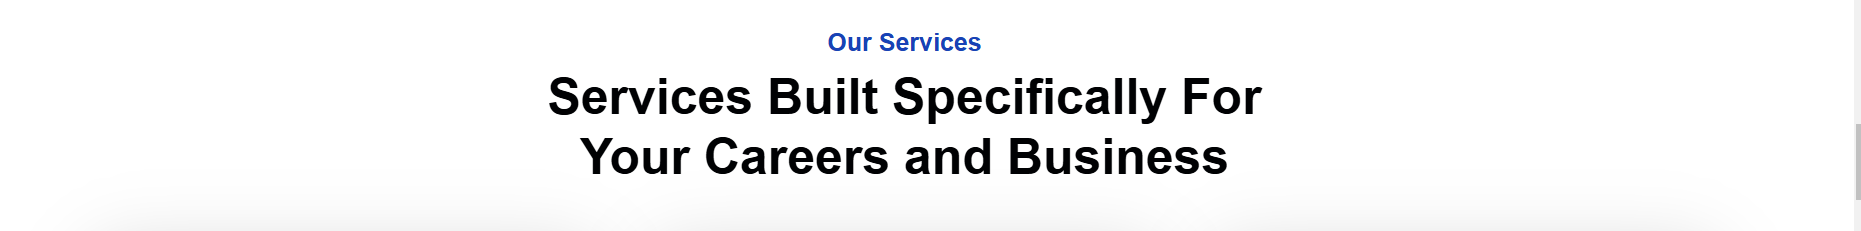 Our Services
Services Built Specifically For
Your Careers and Business